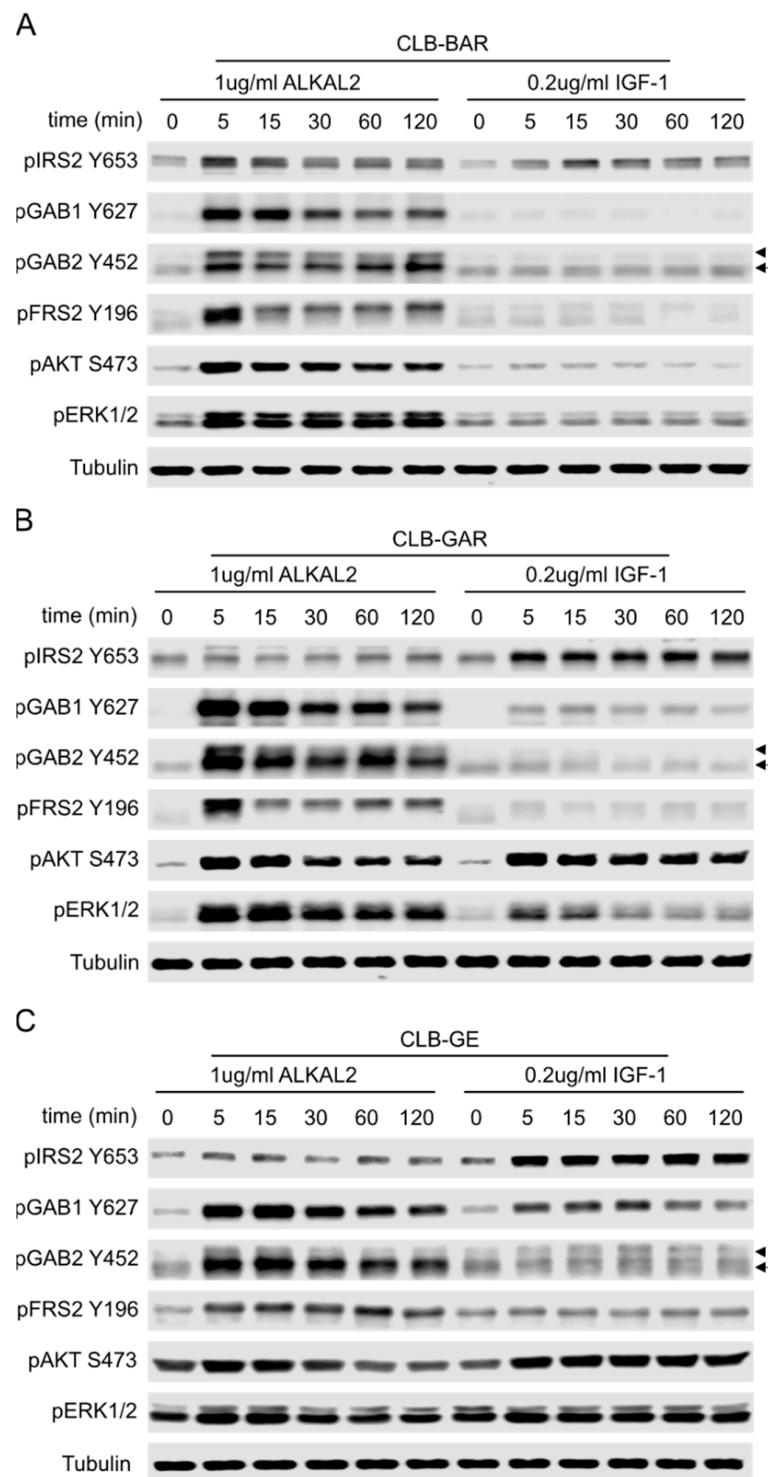 A
CLB-BAR
1ug/ml ALKAL2 0.2ug/ml IGF-1
time (min) 0 5 15 30 60 120 0 5 15 30 60 120
pIRS2 Y653
pGAB1 Y627
pGAB2 Y452
pFRS2 Y196
pAKT S473
pERK1/2
Tubulin
B
CLB-GAR
1ug/ml ALKAL2 0.2ug/ml IGF-1
time (min) 0 5 15 30 60 120 0 5 15 30 60 120
pIRS2 Y653
pGAB1 Y627
pGAB2 Y452
pFRS2 Y196
pAKT S473
pERK1/2
Tubulin
C
CLB-GE
1ug/ml ALKAL2 0.2ug/ml IGF-1
time (min) 0 5 15 30 60 120 0 5 15 30 60 120
pIRS2 Y653
pGAB1 Y627
pGAB2 Y452
pFRS2 Y196
pAKT S473
pERK1/2
Tubulin